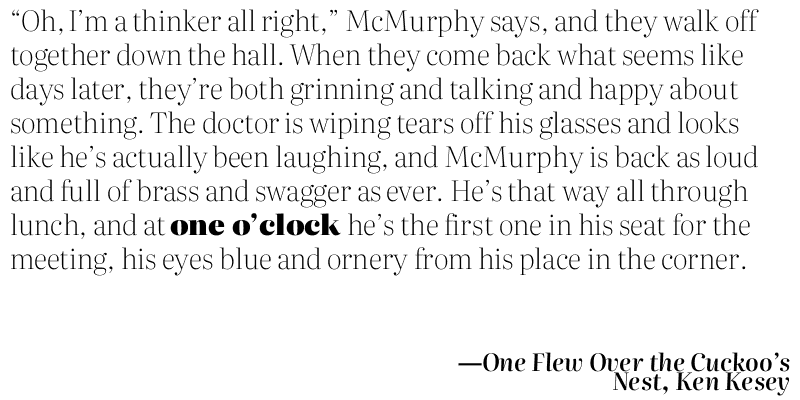 “Oh, I’m a thinker all right,” McMurphy says, and they walk off
together down the hall. When they come back what seems like
days later, they’re both grinning and talking and happy about
something. The doctor is wiping tears off his glasses and looks
like he’s actually been laughing, and McMurphy is back as loud
and full of brass and swagger as ever. He’s that way all through
lunch, and at one o’clock he’s the first one in his seat for the
meeting, his eyes blue and ornery from his place in the corner.
—One Flew Over the Cuckoo’s
Nest, Ken Kesey